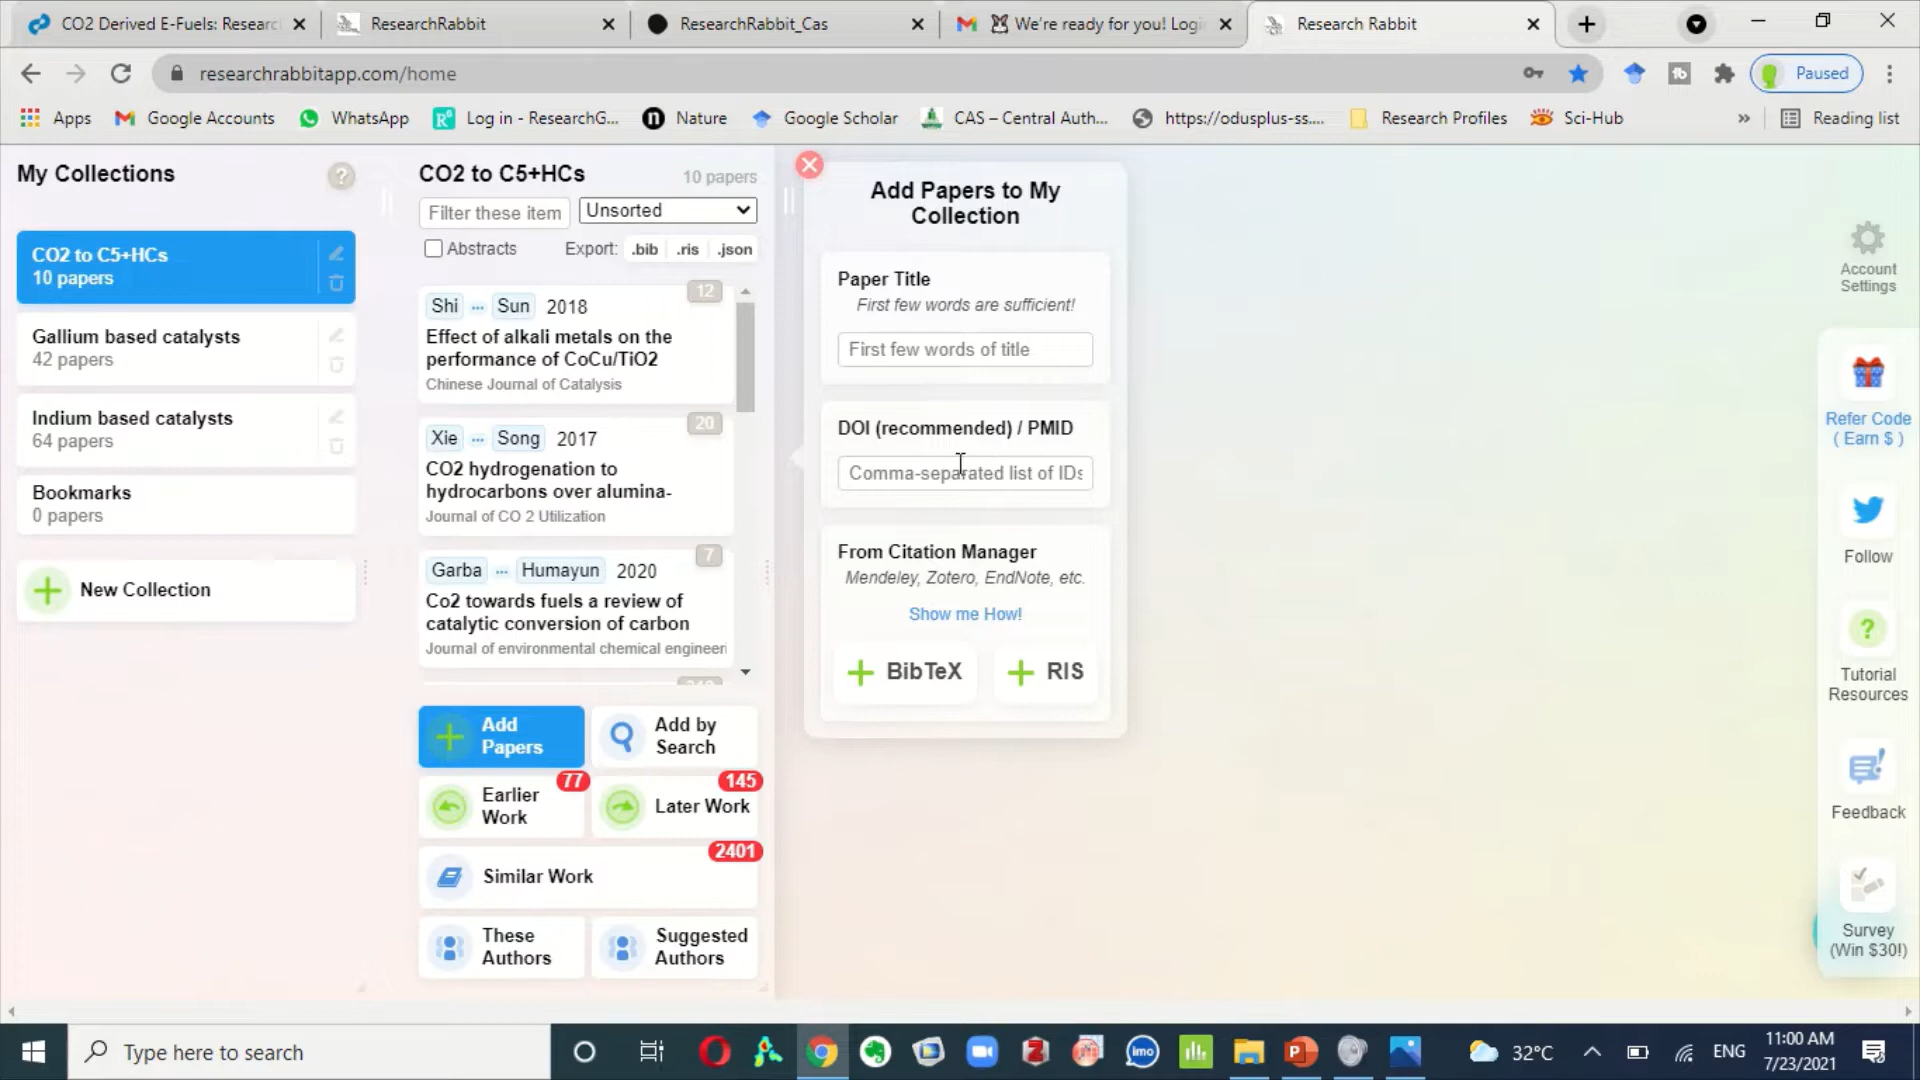 CO2 Derived E-Fuels: Researc
ResearchRabbit
ResearchRabbit_Cas
We're ready for you! Logi
Research Rabbit
researchrabbitapp.com/home
Paused
Apps
Google Accounts
WhatsApp
Log in - ResearchG...
Nature
Google Scholar
CAS – Central Auth...
https://odusplus-ss....
Research Profiles
Sci-Hub
»
Reading list
My Collections
?
CO2 to C5+HCs
10 papers
Gallium based catalysts
42 papers
Indium based catalysts
64 papers
Bookmarks
0 papers
New Collection
CO2 to C5+HCs
10 papers
Filter these item
Unsorted
Abstracts
Export: .bib .ris .json
12
Shi ... Sun 2018
Effect of alkali metals on the
performance of CoCu/TiO2
Chinese Journal of Catalysis
20
Xie ... Song 2017
CO2 hydrogenation to
hydrocarbons over alumina-
Journal of CO 2 Utilization
7
Garba ... Humayun 2020
Co2 towards fuels a review of
catalytic conversion of carbon
Journal of environmental chemical engineeri
Add
Papers
Add by
Search
77
Earlier
Work
145
Later Work
2401
Similar Work
These
Authors
Suggested
Authors
Add Papers to My
Collection
Paper Title
First few words are sufficient!
First few words of title
DOI (recommended) / PMID
Comma-separated list of IDs
From Citation Manager
Mendeley, Zotero, EndNote, etc.
Show me How!
BibTeX
RIS
Account
Settings
Refer Code
( Earn $ )
Follow
?
Tutorial
Resources
Feedback
Survey
(Win $30!)
Type here to search
imo
32°C
ENG
11:00 AM
7/23/2021